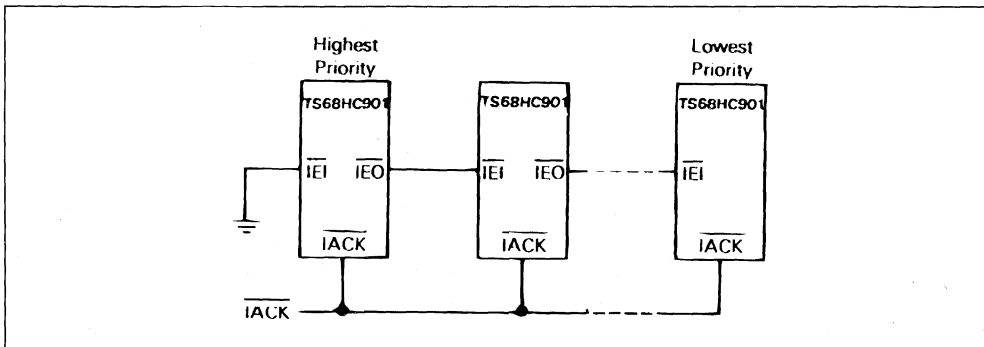 Highest
Priority
Lowest
Priority
TS68HC901
TS68HC901
TS68HC901
IEI IEO
IEI IEO
IEI
IACK
IACK
IACK
IACK